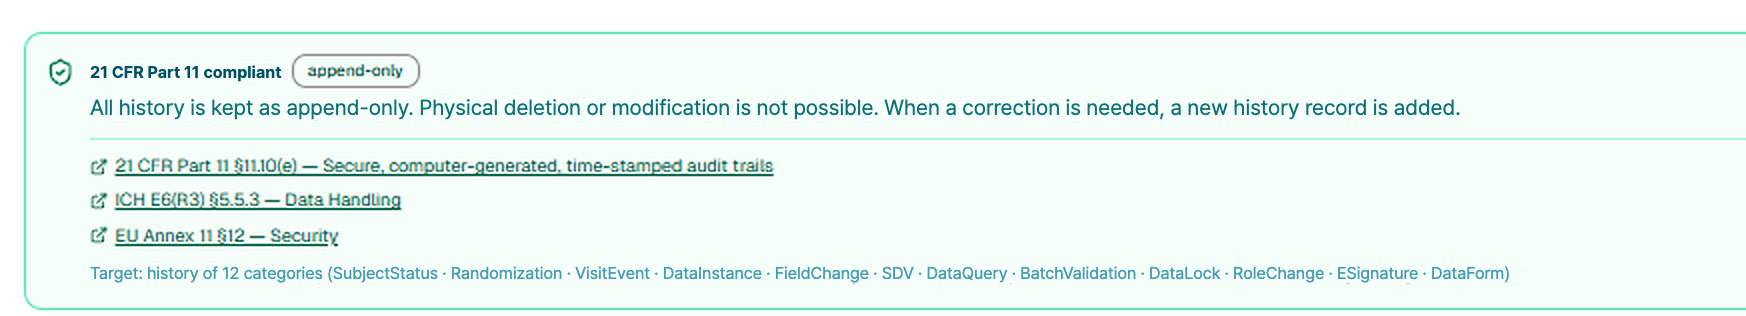 21 CFR Part 11 compliant append-only
All history is kept as append-only. Physical deletion or modification is not possible. When a correction is needed, a new history record is added.
21 CFR Part 11 §11.10(e) — Secure, computer-generated, time-stamped audit trails
ICH E6(R3) §5.5.3 — Data Handling
EU Annex 11 §12 — Security
Target: history of 12 categories (SubjectStatus · Randomization · VisitEvent · DataInstance · FieldChange · SDV · DataQuery · BatchValidation · DataLock · RoleChange · ESignature · DataForm)